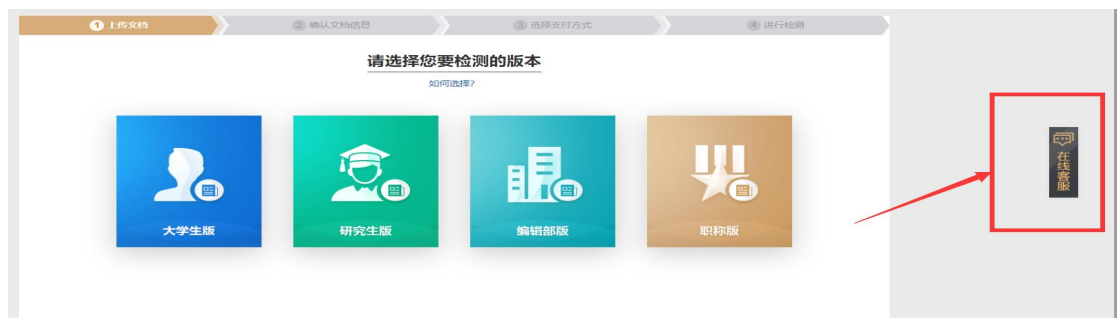 1 上传文档
2 确认文档信息
3 选择支付方式
4 进行检测
请选择您要检测的版本
如何选择?
大学生版
研究生版
编辑部版
职称版
在线客服